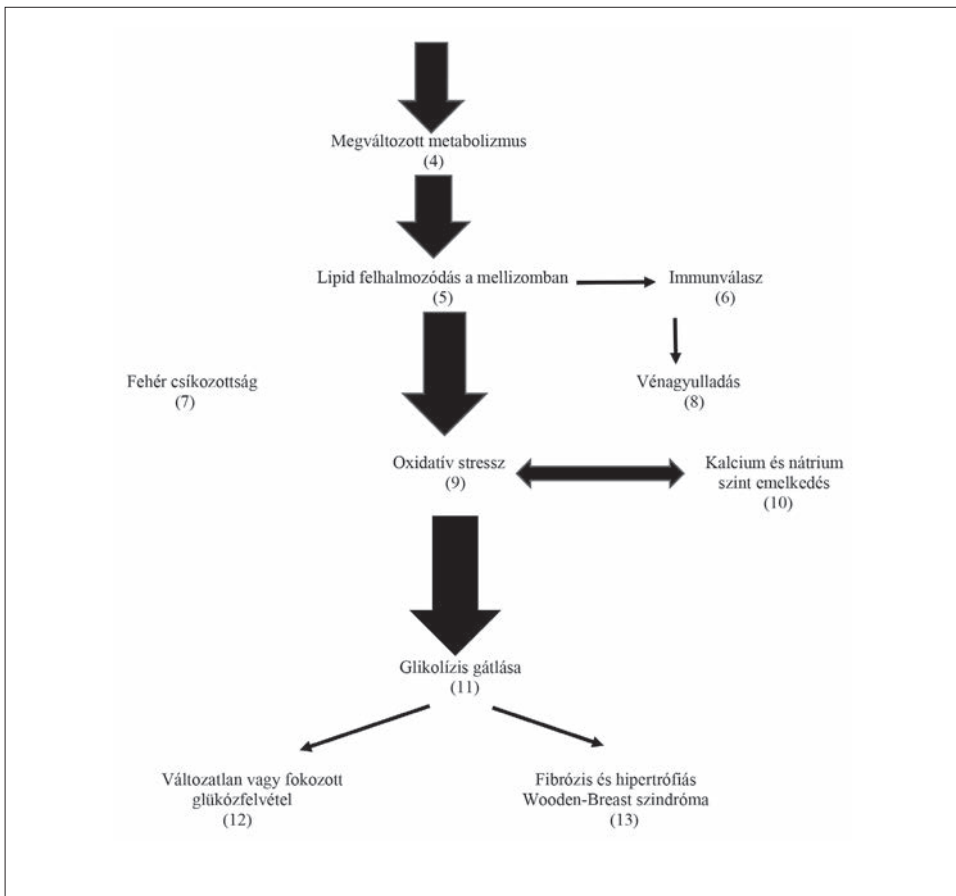 Megváltozott metabolizmus
(4)
Lipid felhalmozódás a mellizomban
(5)
Immunválasz
(6)
Fehér csíkozottság
(7)
Vénagyulladás
(8)
Oxidatív stressz
(9)
Kalcium és nátrium
szint emelkedés
(10)
Glikolízis gátlása
(11)
Változatlan vagy fokozott
glükózfelvétel
(12)
Fibrózis és hipertrófiás
Wooden-Breast szindróma
(13)